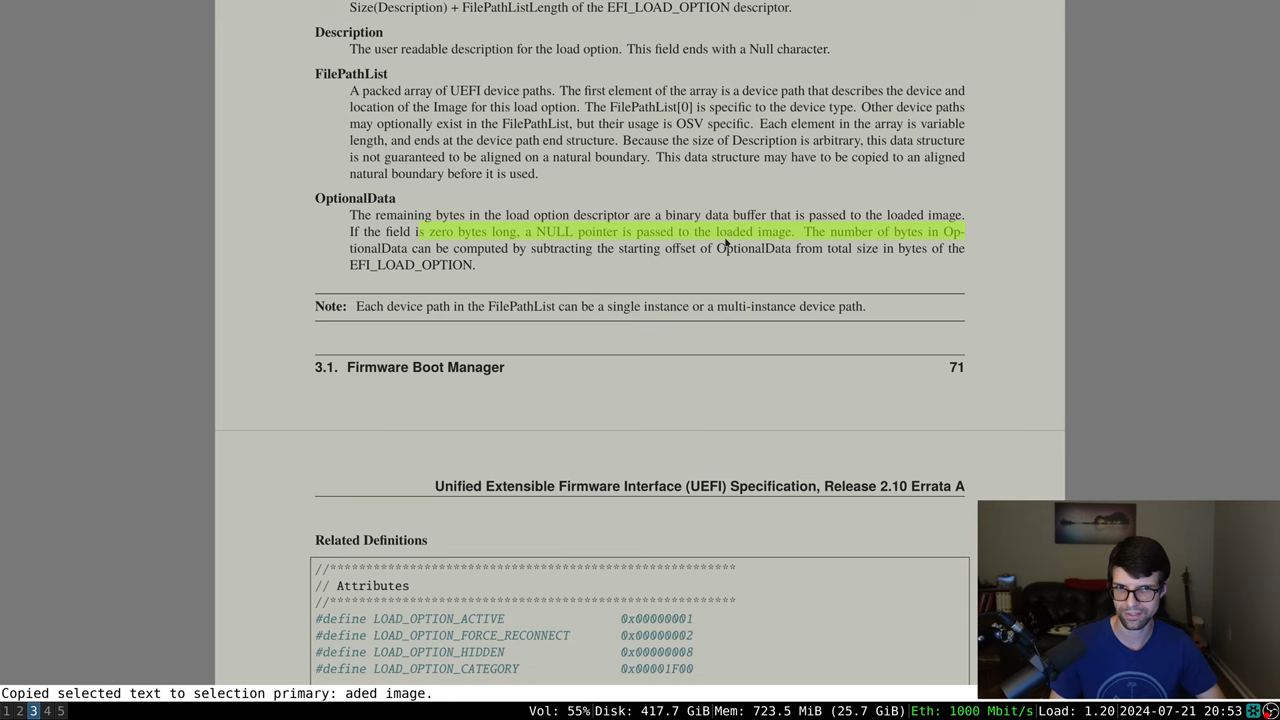 Size(Description) + FilePathListLength of the EFI_LOAD_OPTION descriptor.
Description
The user readable description for the load option. This field ends with a Null character.
FilePathList
A packed array of UEFI device paths. The first element of the array is a device path that describes the device and
location of the Image for this load option. The FilePathList[0] is specific to the device type. Other device paths
may optionally exist in the FilePathList, but their usage is OSV specific. Each element in the array is variable
length, and ends at the device path end structure. Because the size of Description is arbitrary, this data structure
is not guaranteed to be aligned on a natural boundary. This data structure may have to be copied to an aligned
natural boundary before it is used.
OptionalData
The remaining bytes in the load option descriptor are a binary data buffer that is passed to the loaded image.
If the field is zero bytes long, a NULL pointer is passed to the loaded image. The number of bytes in Op-
tionalData can be computed by subtracting the starting offset of OptionalData from total size in bytes of the
EFI_LOAD_OPTION.
Note: Each device path in the FilePathList can be a single instance or a multi-instance device path.
3.1. Firmware Boot Manager 71
Unified Extensible Firmware Interface (UEFI) Specification, Release 2.10 Errata A
Related Definitions
//*******************************************************
// Attributes
//*******************************************************
#define LOAD_OPTION_ACTIVE 0x00000001
#define LOAD_OPTION_FORCE_RECONNECT 0x00000002
#define LOAD_OPTION_HIDDEN 0x00000008
#define LOAD_OPTION_CATEGORY 0x00001F00
Copied selected text to selection primary: aded image.
1 2 3 4 5 Vol: 55%|Disk: 417.7 GiB|Mem: 723.5 MiB (25.7 GiB)|Eth: 1000 Mbit/s|Load: 1.20|2024-07-21 20:53